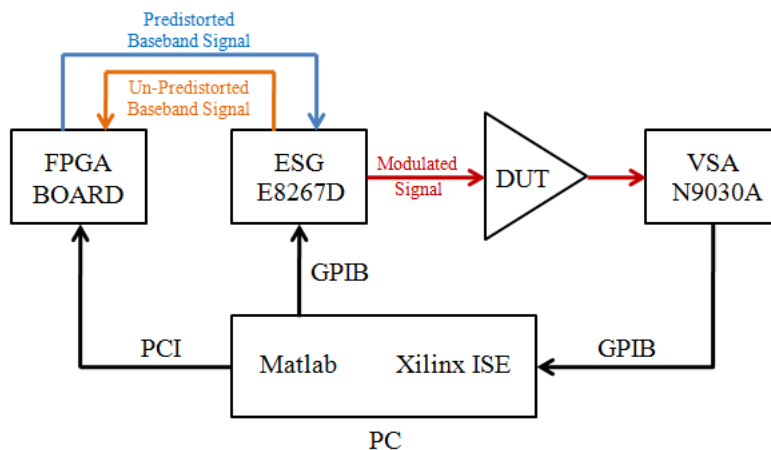 Predistorted
Baseband Signal
Un-Predistorted
Baseband Signal
FPGA
BOARD
ESG
E8267D
Modulated
Signal
DUT
VSA
N9030A
GPIB
PCI
GPIB
Matlab
Xilinx ISE
PC